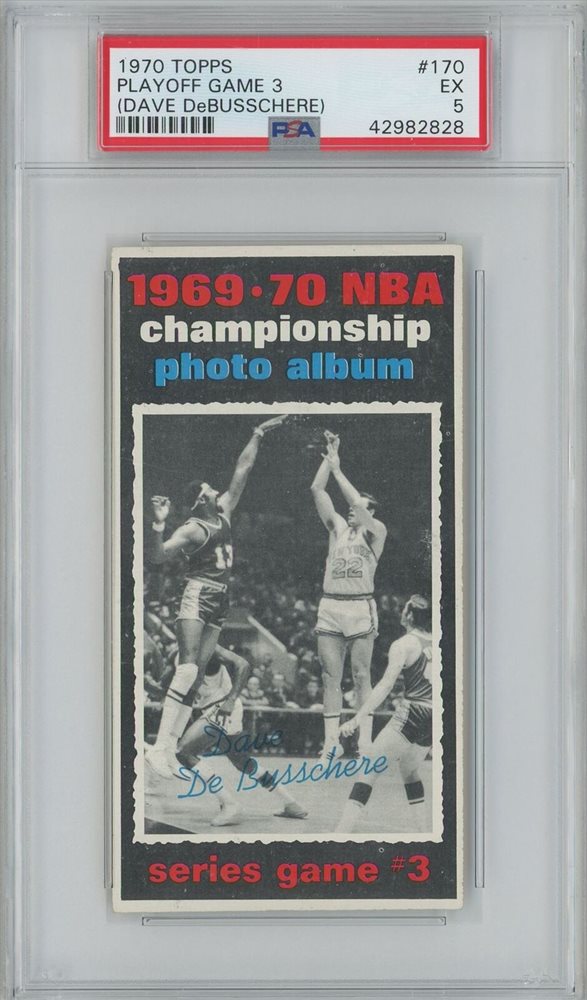 1970 TOPPS #170
PLAYOFF GAME 3 EX
(DAVE DeBUSSCHERE) 5
PSA 42982828
1969·70 NBA
championship
photo album
13
NEW YORK
22
Dave
De Busschere
series game #3